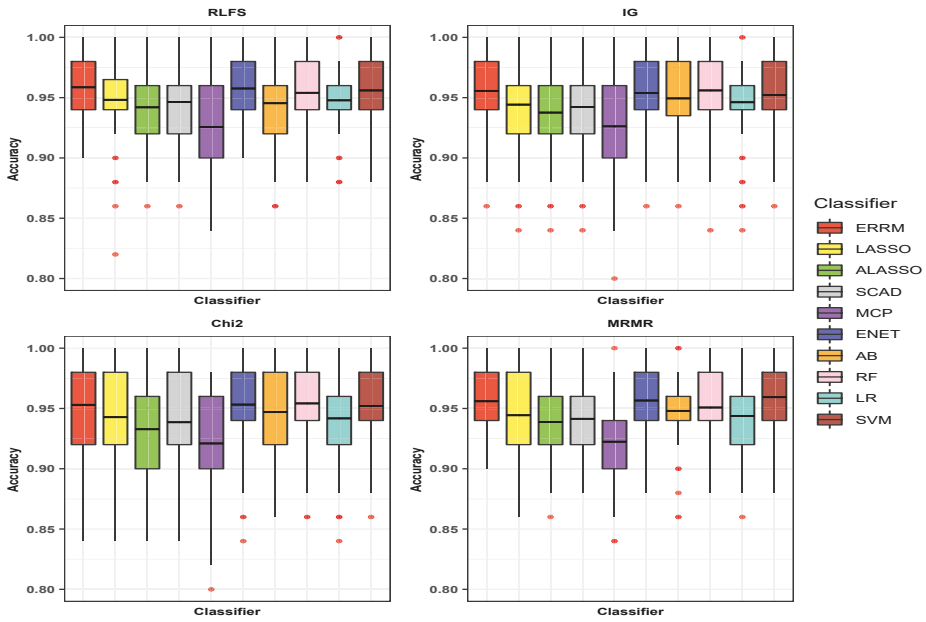 RLFS
1.00
0.95
0.90
0.85
0.80
Accuracy
Classifier
IG
1.00
0.95
0.90
0.85
0.80
Accuracy
Classifier
Chi2
1.00
0.95
0.90
0.85
0.80
Accuracy
Classifier
MRMR
1.00
0.95
0.90
0.85
0.80
Accuracy
Classifier
Classifier
ERRM
LASSO
ALASSO
SCAD
MCP
ENET
AB
RF
LR
SVM